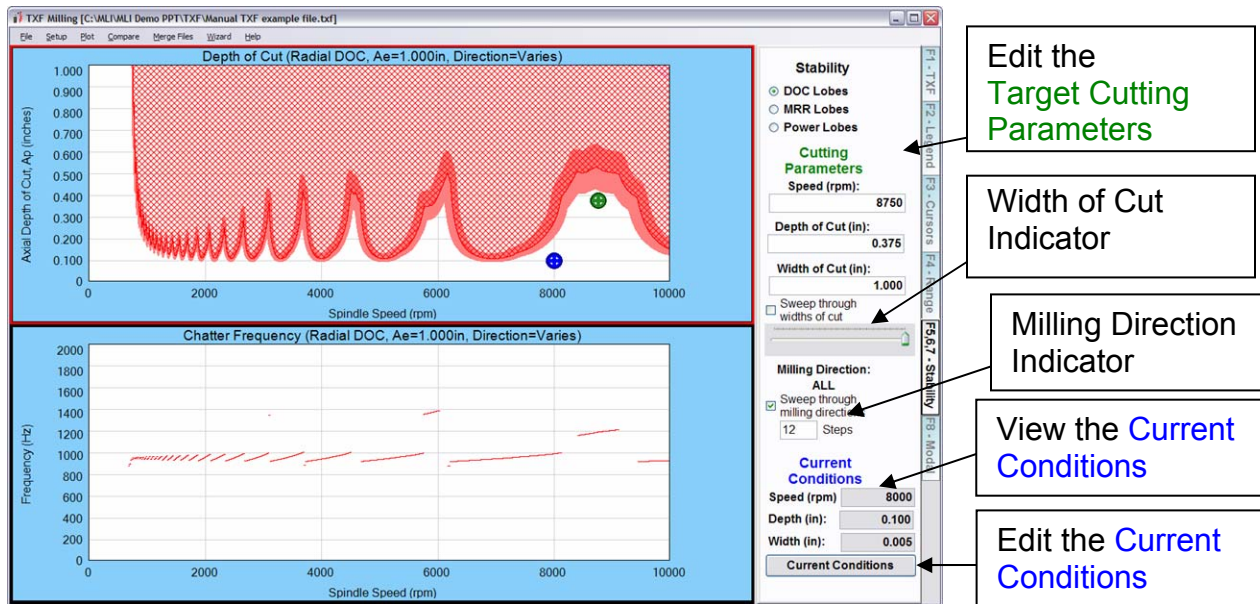 TXF Milling [C:\MLI\MLI Demo PPT\TXF\Manual TXF example file.txf]
File Setup Plot Compare Merge Files Wizard Help
Depth of Cut (Radial DOC, Ae=1.000in, Direction=Varies)
Axial Depth of Cut, Ap (inches)
1.000
0.900
0.800
0.700
0.600
0.500
0.400
0.300
0.200
0.100
0
0 2000 4000 6000 8000 10000
Spindle Speed (rpm)
Chatter Frequency (Radial DOC, Ae=1.000in, Direction=Varies)
Frequency (Hz)
2000
1800
1600
1400
1200
1000
800
600
400
200
0
0 2000 4000 6000 8000 10000
Spindle Speed (rpm)
Stability
DOC Lobes
MRR Lobes
Power Lobes
Cutting
Parameters
Speed (rpm):
8750
Depth of Cut (in):
0.375
Width of Cut (in):
1.000
Sweep through
widths of cut
Milling Direction:
ALL
Sweep through
milling direction
12 Steps
Current
Conditions
Speed (rpm) 8000
Depth (in): 0.100
Width (in): 0.005
Current Conditions
F1 - TXF
F2 - Legend
F3 - Cursors
F4 - Range
F5,6,7 - Stability
F8 - Modal
Edit the
Target Cutting
Parameters
Width of Cut
Indicator
Milling Direction
Indicator
View the Current
Conditions
Edit the Current
Conditions